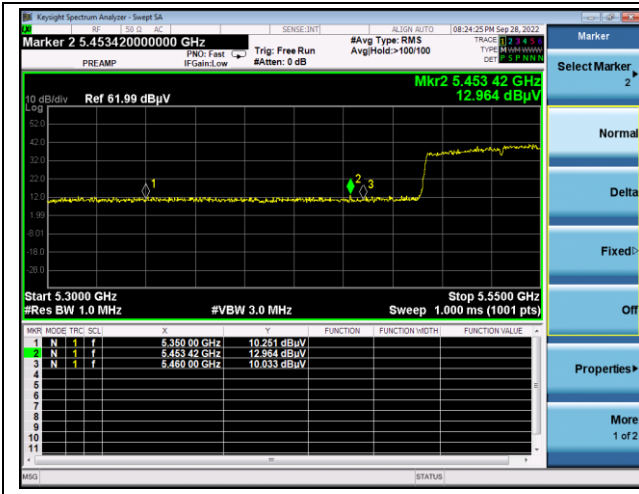 Keysight Spectrum Analyzer - Swept SA
RF 50 Ω AC SENSE:INT ALIGN AUTO 08:24:25 PM Sep 28, 2022
Marker 2 5.453420000000 GHz
PREAMP
PNO: Fast
IFGain:Low
Trig: Free Run
#Atten: 0 dB
#Avg Type: RMS
Avg|Hold:>100/100
TRACE 1 2 3 4 5 6
TYPE M WM WWWW
DET P S P N N N
Mkr2 5.453 42 GHz
12.964 dBµV
10 dB/div Ref 61.99 dBµV
Log
52.0
42.0
32.0
22.0
12.0
1.99
-8.01
-18.0
-28.0
1
2
3
Start 5.3000 GHz Stop 5.5500 GHz
#Res BW 1.0 MHz #VBW 3.0 MHz Sweep 1.000 ms (1001 pts)
MKR MODE TRC SCL X Y FUNCTION FUNCTION WIDTH FUNCTION VALUE
1 N 1 f 5.350 00 GHz 10.251 dBµV
2 N 1 f 5.453 42 GHz 12.964 dBµV
3 N 1 f 5.460 00 GHz 10.033 dBµV
4
5
6
7
8
9
10
11
MSG STATUS
Marker
Select Marker
2
Normal
Delta
Fixed
Off
Properties
More
1 of 2